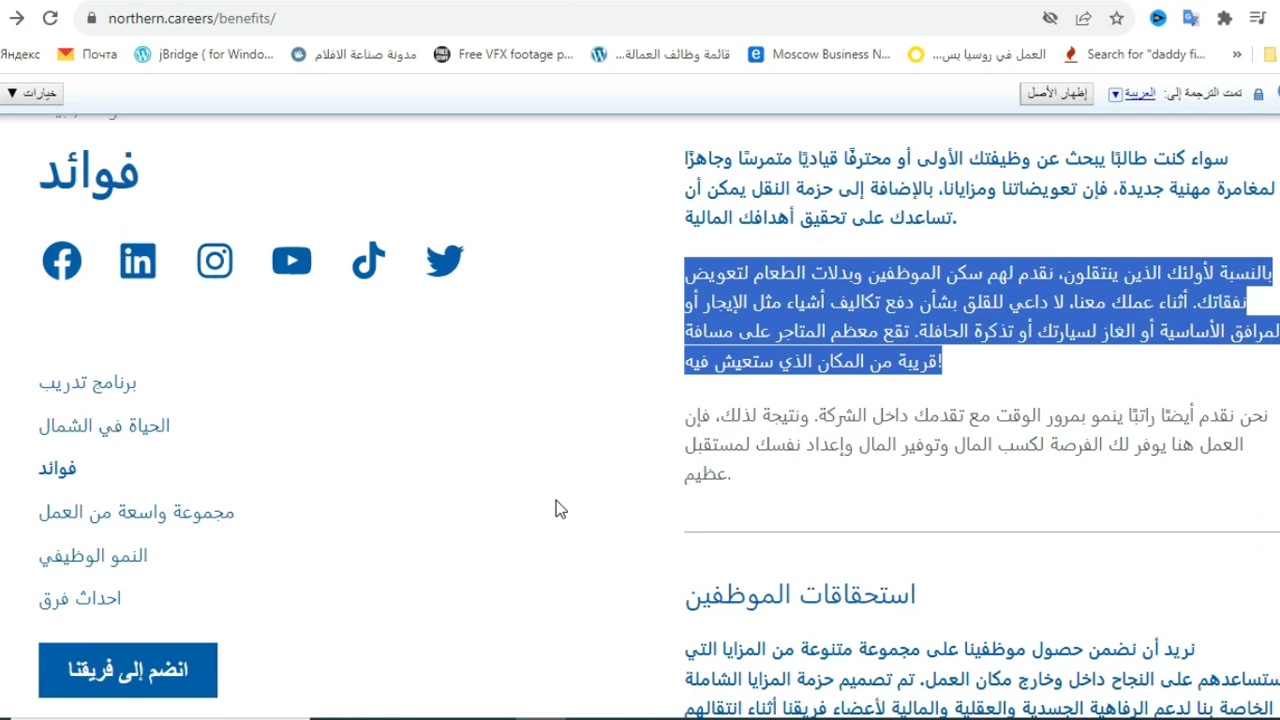 northern.careers/benefits/
Яндекс
Почта
jBridge ( for Windo...
مدونة صناعة الافلام
Free VFX footage p...
قائمة وظائف العمالة...
Moscow Business N...
العمل في روسيا يس...
Search for "daddy fi...
»
خيارات ▼
تمت الترجمة إلى: العربية
إظهار الأصل
فوائد
برنامج تدريب
الحياة في الشمال
فوائد
مجموعة واسعة من العمل
النمو الوظيفي
احداث فرق
انضم إلى فريقنا
سواء كنت طالبًا يبحث عن وظيفتك الأولى أو محترفًا قياديًا متمرسًا وجاهزًا
لمغامرة مهنية جديدة، فإن تعويضاتنا ومزايانا، بالإضافة إلى حزمة النقل يمكن أن
تساعدك على تحقيق أهدافك المالية.
بالنسبة لأولئك الذين ينتقلون، نقدم لهم سكن الموظفين وبدلات الطعام لتعويض
نفقاتك. أثناء عملك معنا، لا داعي للقلق بشأن دفع تكاليف أشياء مثل الإيجار أو
لمرافق الأساسية أو الغاز لسيارتك أو تذكرة الحافلة. تقع معظم المتاجر على مسافة
قريبة من المكان الذي ستعيش فيه!
نحن نقدم أيضًا راتبًا ينمو بمرور الوقت مع تقدمك داخل الشركة. ونتيجة لذلك، فإن
العمل هنا يوفر لك الفرصة لكسب المال وتوفير المال وإعداد نفسك لمستقبل
عظيم.
استحقاقات الموظفين
نريد أن نضمن حصول موظفينا على مجموعة متنوعة من المزايا التي
ستساعدهم على النجاح داخل وخارج مكان العمل. تم تصميم حزمة المزايا الشاملة
الخاصة بنا لدعم الرفاهية الجسدية والعقلية والمالية لأعضاء فريقنا أثناء انتقالهم